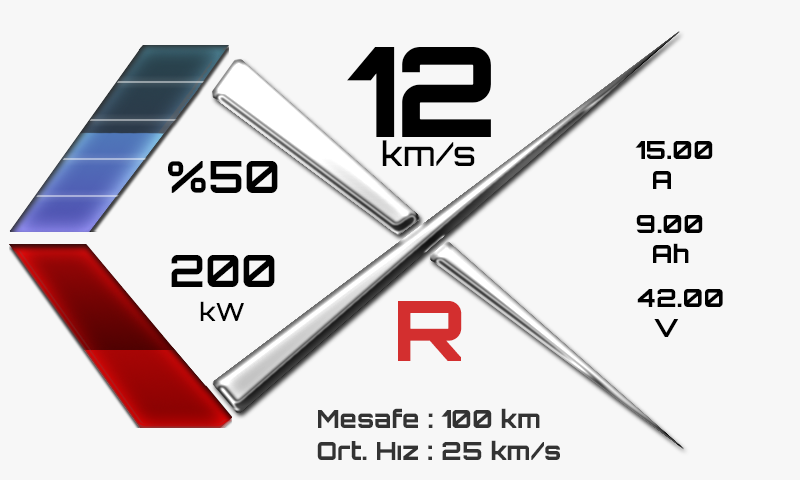 12
km/s
%50
200
kW
15.00
A
9.00
Ah
42.00
V
R
Mesafe : 100 km
Ort. Hız : 25 km/s